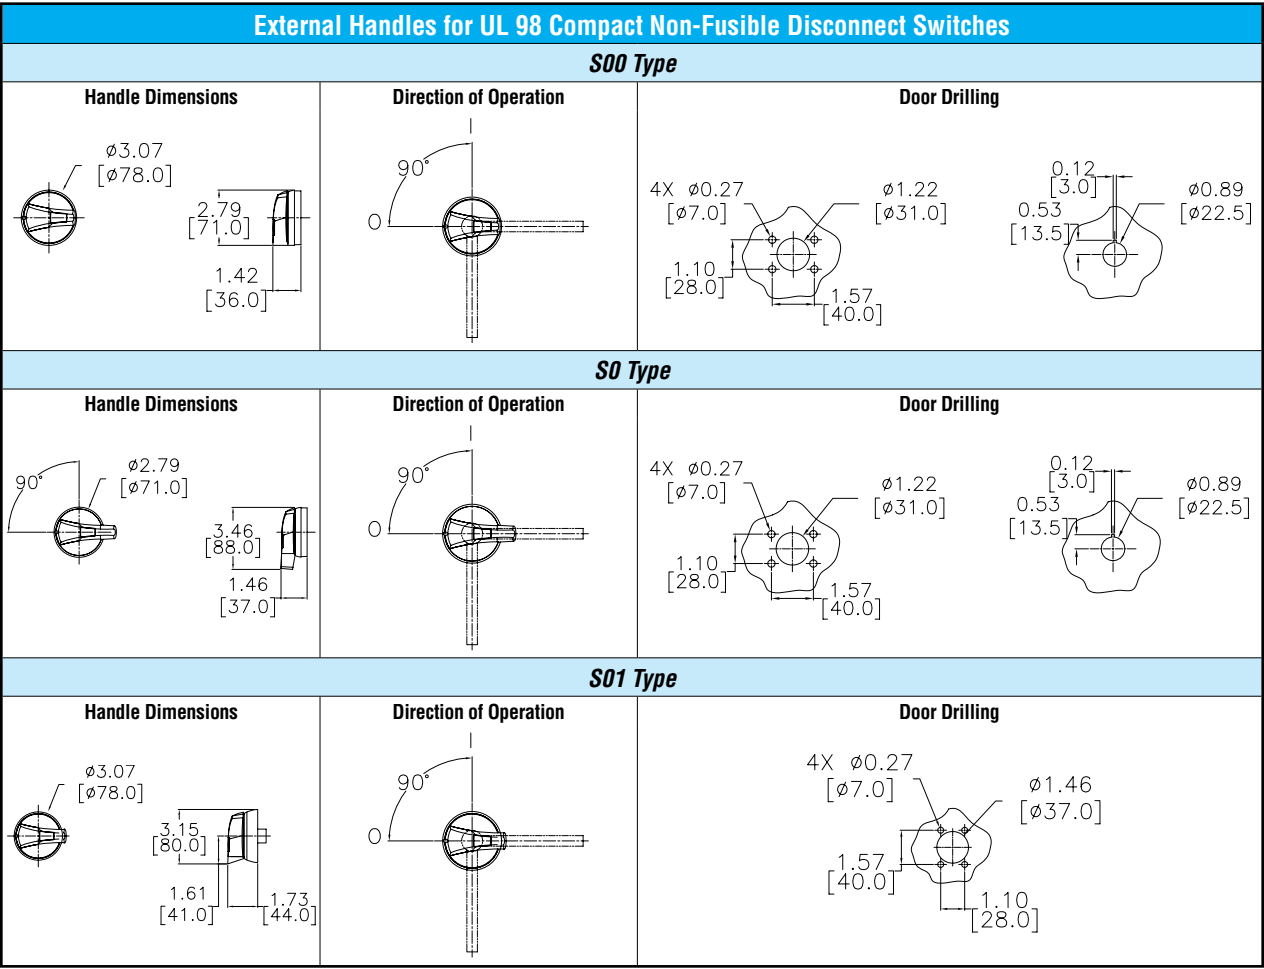 External Handles for UL 98 Compact Non-Fusible Disconnect Switches
S00 Type
Handle Dimensions
ø3.07
[ø78.0]
2.79
[71.0]
1.42
[36.0]
Direction of Operation
I
90°
0
Door Drilling
4X ø0.27
[ø7.0]
ø1.22
[ø31.0]
1.10
[28.0]
1.57
[40.0]
0.12
[3.0]
0.53
[13.5]
ø0.89
[ø22.5]
S0 Type
Handle Dimensions
90°
ø2.79
[ø71.0]
3.46
[88.0]
1.46
[37.0]
Direction of Operation
I
90°
0
Door Drilling
4X ø0.27
[ø7.0]
ø1.22
[ø31.0]
1.10
[28.0]
1.57
[40.0]
0.12
[3.0]
0.53
[13.5]
ø0.89
[ø22.5]
S01 Type
Handle Dimensions
ø3.07
[ø78.0]
3.15
[80.0]
1.61
[41.0]
1.73
[44.0]
Direction of Operation
I
90°
0
Door Drilling
4X ø0.27
[ø7.0]
ø1.46
[ø37.0]
1.57
[40.0]
1.10
[28.0]